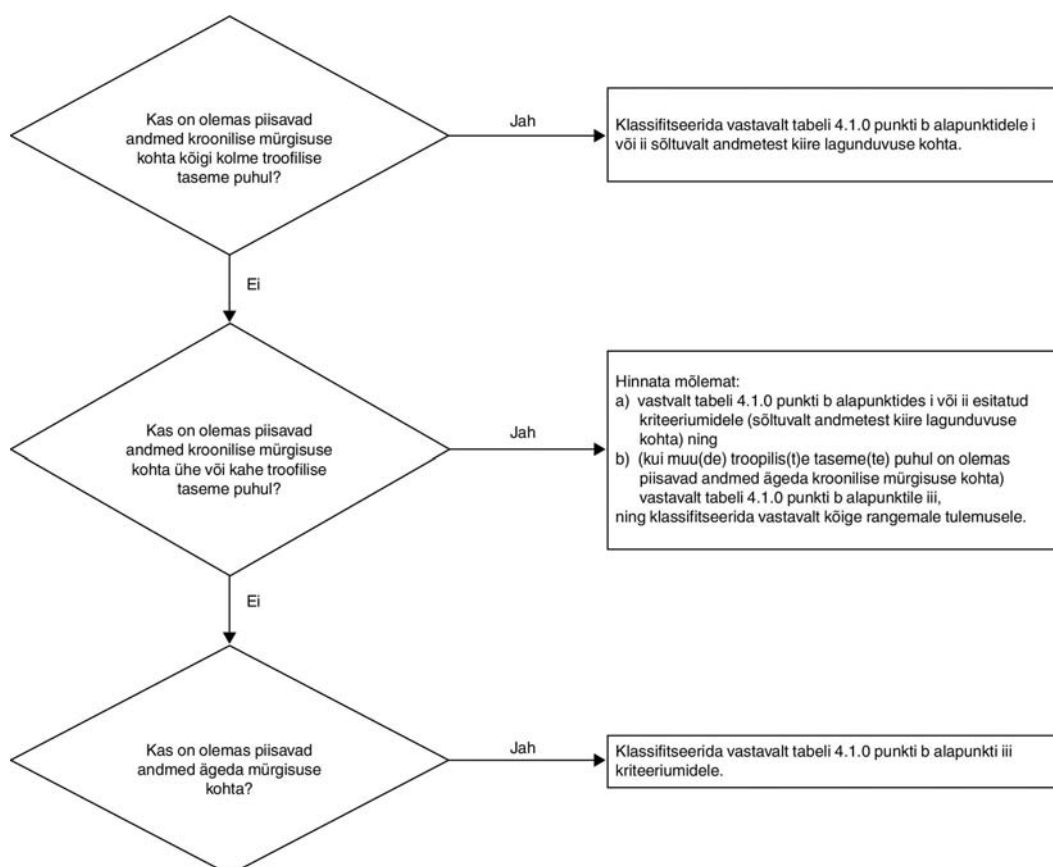 Kas on olemas piisavad
andmed kroonilise mürgisuse
kohta kõigi kolme troofilise
taseme puhul?
Jah
Klassifitseerida vastavalt tabeli 4.1.0 punkti b alapunktidele i
või ii sõltuvalt andmetest kiire lagunduvuse kohta.
Ei
Kas on olemas piisavad
andmed kroonilise mürgisuse
kohta ühe või kahe troofilise
taseme puhul?
Jah
Hinnata mõlemat:
a) vastvalt tabeli 4.1.0 punkti b alapunktides i või ii esitatud
kriteeriumidele (sõltuvalt andmetest kiire lagunduvuse
kohta) ning
b) (kui muu(de) troopilis(t)e taseme(te) puhul on olemas
piisavad andmed ägeda kroonilise mürgisuse kohta)
vastavalt tabeli 4.1.0 punkti b alapunktile iii,
ning klassifitseerida vastavalt kõige rangemale tulemusele.
Ei
Kas on olemas piisavad
andmed ägeda mürgisuse
kohta?
Jah
Klassifitseerida vastavalt tabeli 4.1.0 punkti b alapunkti iii
kriteeriumidele.